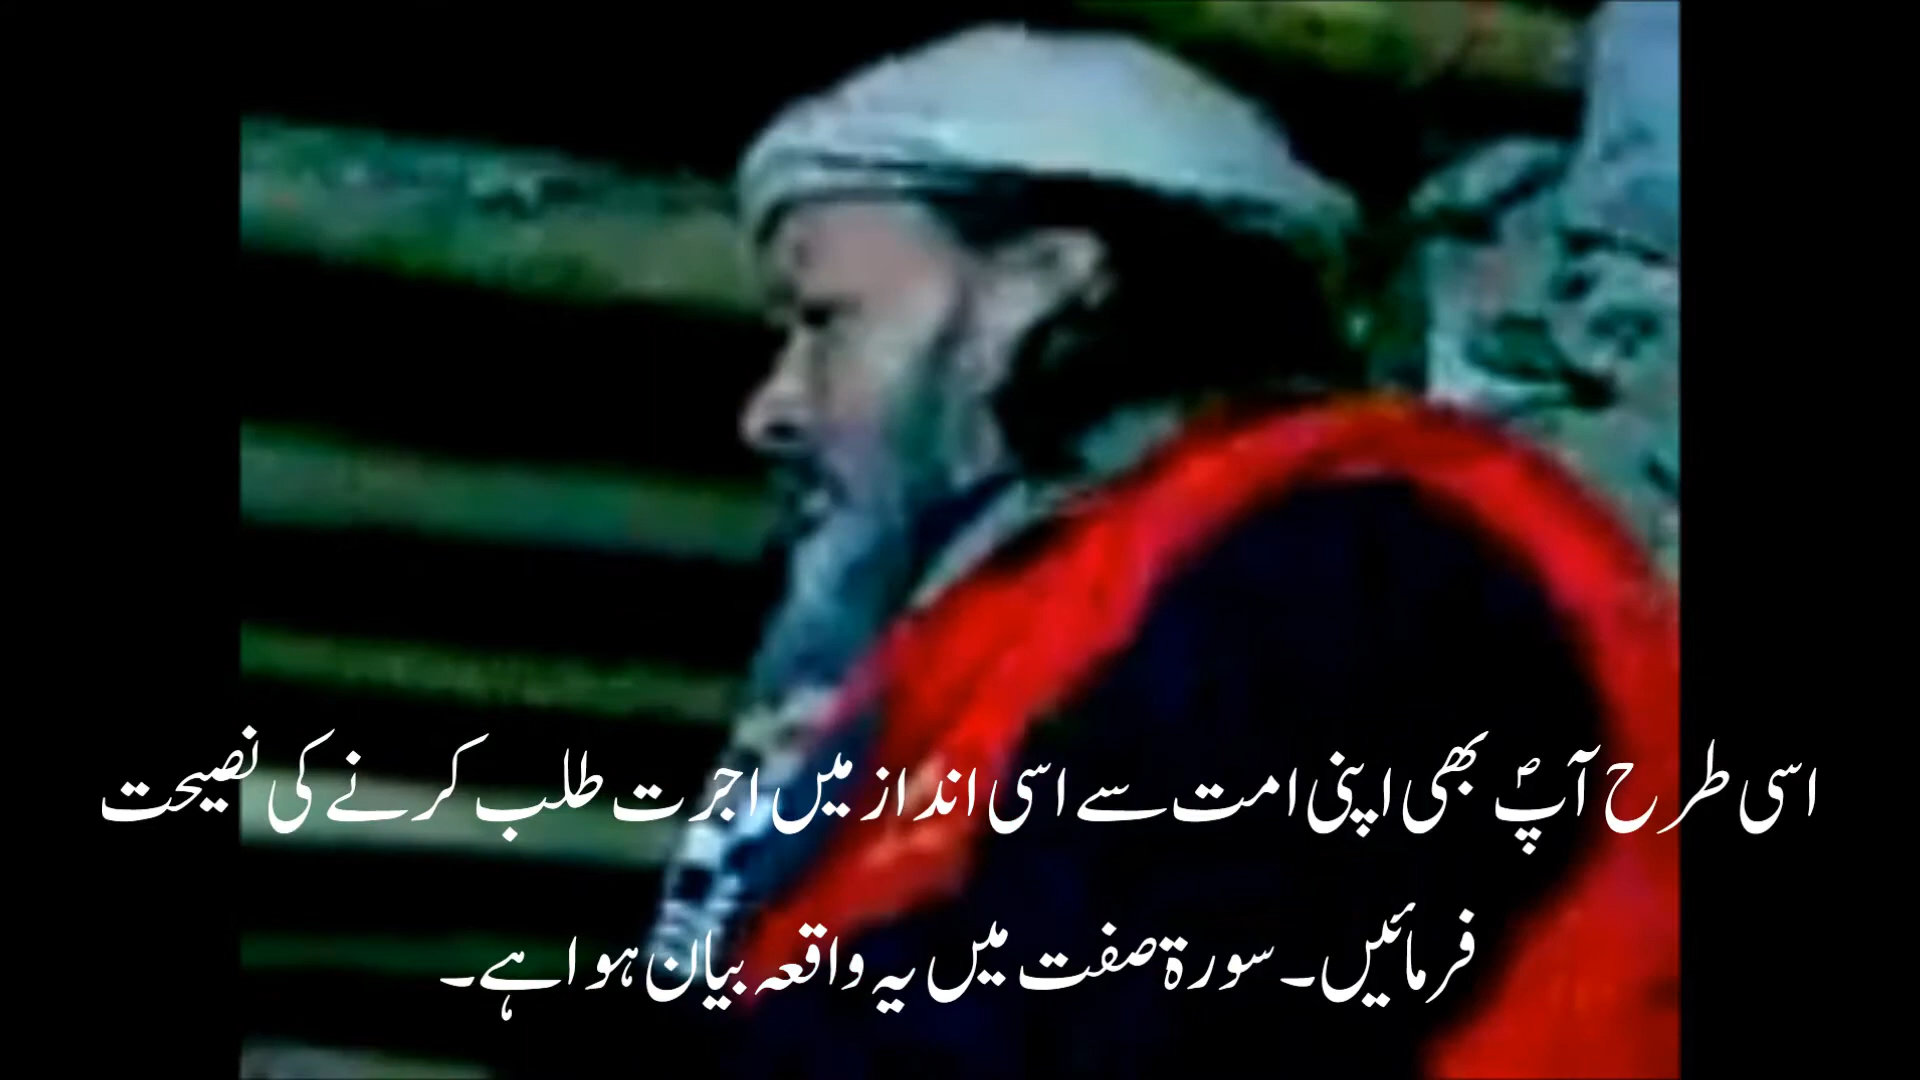 اسی طرح آپؐ بھی اپنی امت سے اسی انداز میں اجرت طلب کرنے کی نصیحت
فرمائیں۔ سورۃ صفت میں یہ واقعہ بیان ہوا ہے۔